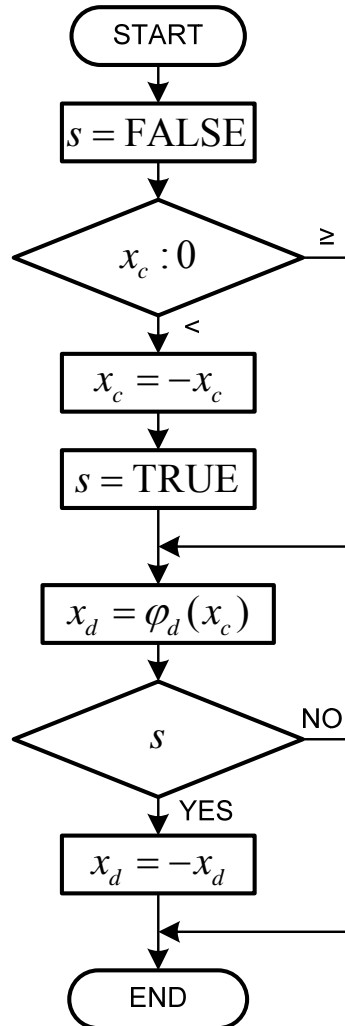 START
s = FALSE
x_c : 0
≥
<
x_c = −x_c
s = TRUE
x_d = φ_d(x_c)
s
NO
YES
x_d = −x_d
END